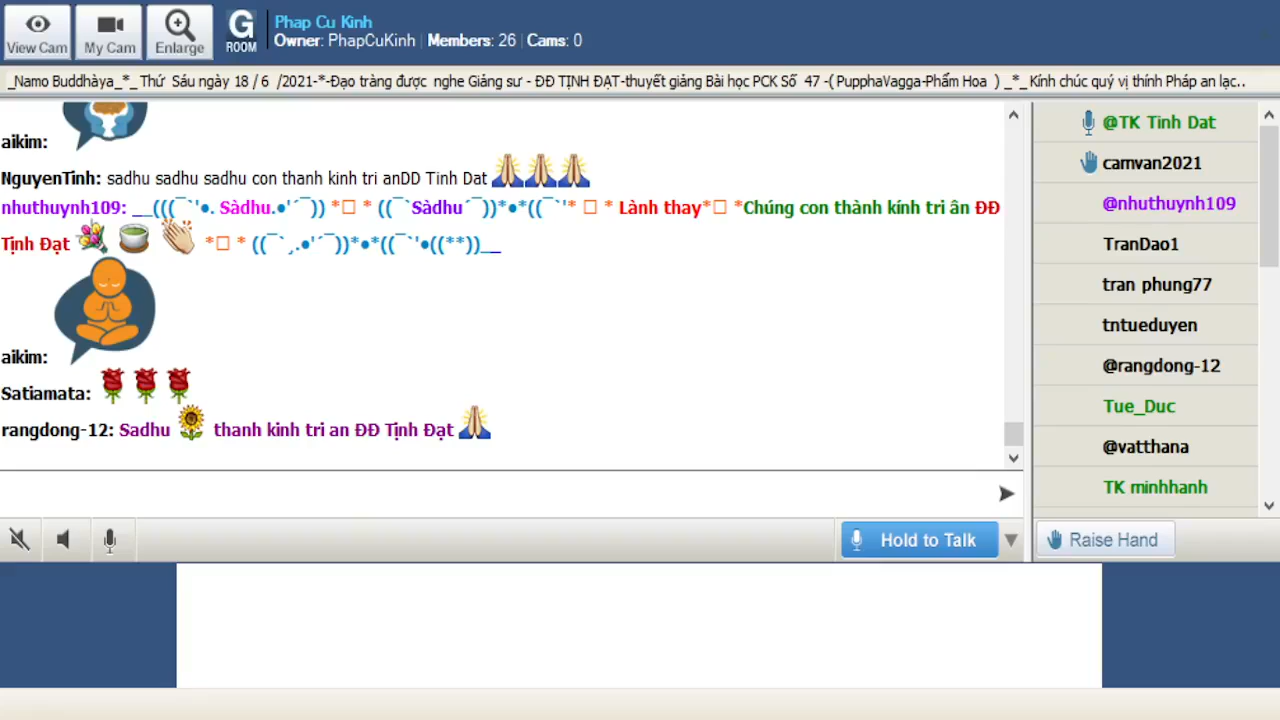 View Cam
My Cam
Enlarge
G
ROOM
Phap Cu Kinh
Owner: PhapCuKinh | Members: 26 | Cams: 0
_Namo Buddhàya_*_ Thứ Sáu ngày 18 / 6 /2021-*-Đạo tràng được nghe Giảng sư - ĐĐ TỊNH ĐẠT-thuyết giảng Bài học PCK Số 47 -( PupphaVagga-Phẩm Hoa ) _*_ Kính chúc quý vị thính Pháp an lạc..
aikim:
NguyenTinh: sadhu sadhu sadhu con thanh kinh tri anDD Tinh Dat
nhuthuynh109: __(((¯`'•. Sàdhu.•'´¯)) *□ * ((¯`Sàdhu´¯))*•*((¯`'* □ * Lành thay*□ *Chúng con thành kính tri ân ĐĐ
Tịnh Đạt *□ * ((¯`¸.•'´¯))*•*((¯`'•((**))__
aikim:
Satiamata:
rangdong-12: Sadhu thanh kinh tri an ĐĐ Tịnh Đạt
Hold to Talk
@TK Tinh Dat
camvan2021
@nhuthuynh109
TranDao1
tran phung77
tntueduyen
@rangdong-12
Tue_Duc
@vatthana
TK minhhanh
Raise Hand